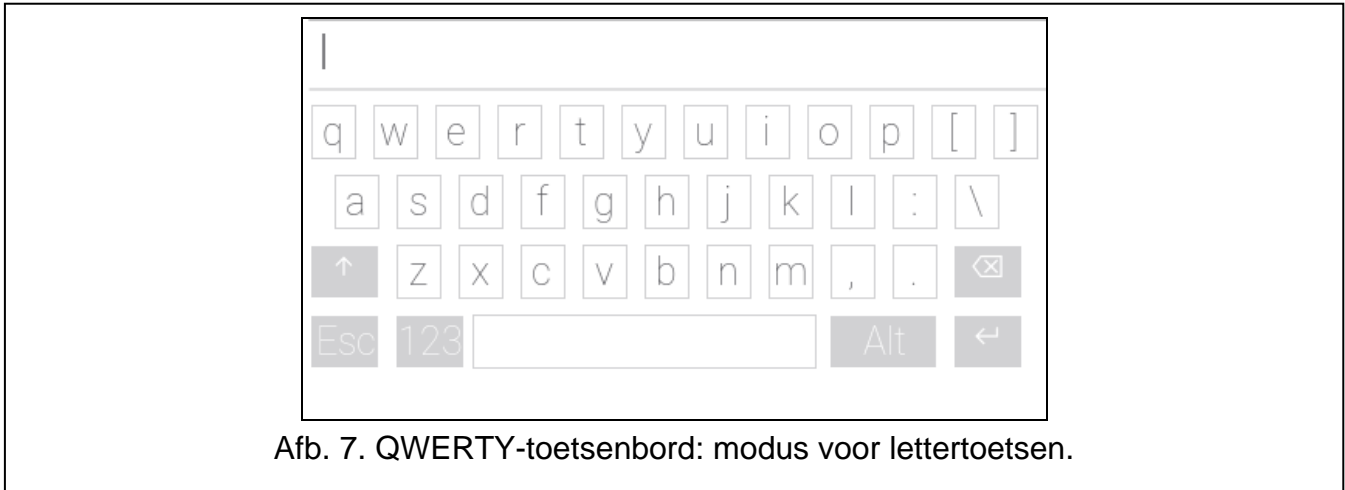 q w e r t y u i o p [ ]
a s d f g h j k l : \
↑ z x c v b n m , . ⌫
Esc 123 Alt ↵
Afb. 7. QWERTY-toetsenbord: modus voor lettertoetsen.